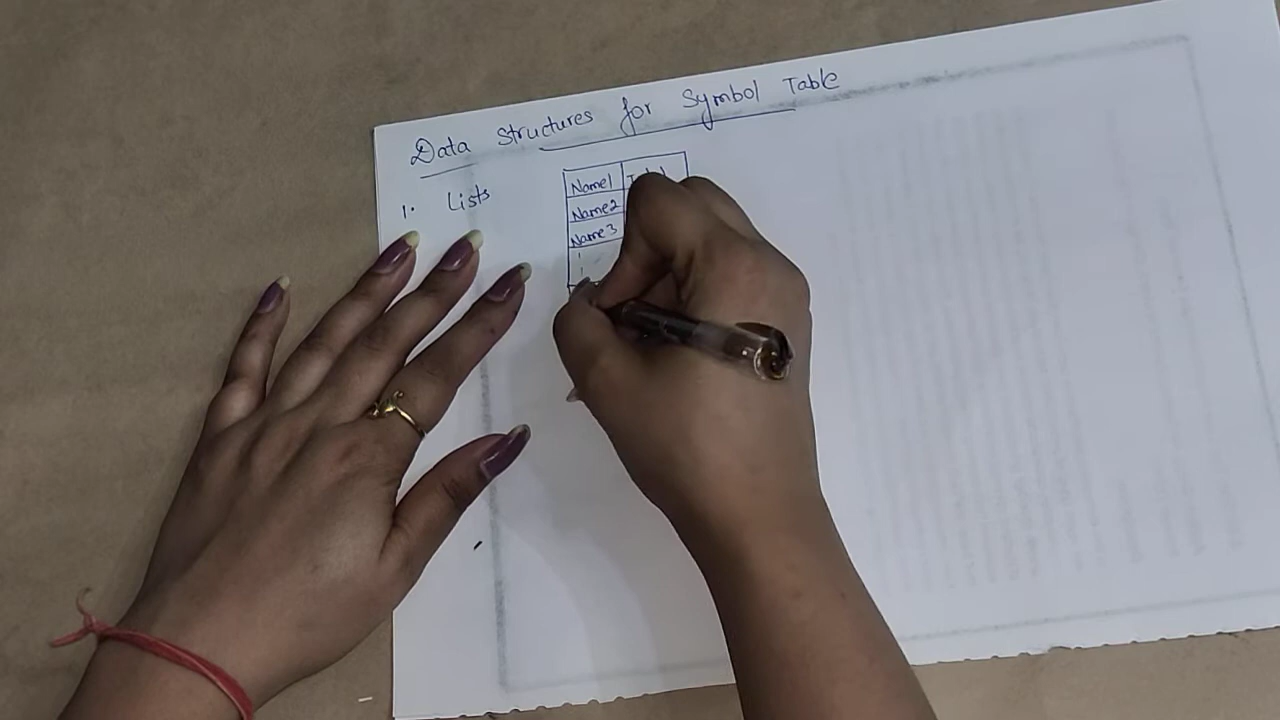 Data Structures for Symbol Table
1. Lists
Name1
Name2
Name3